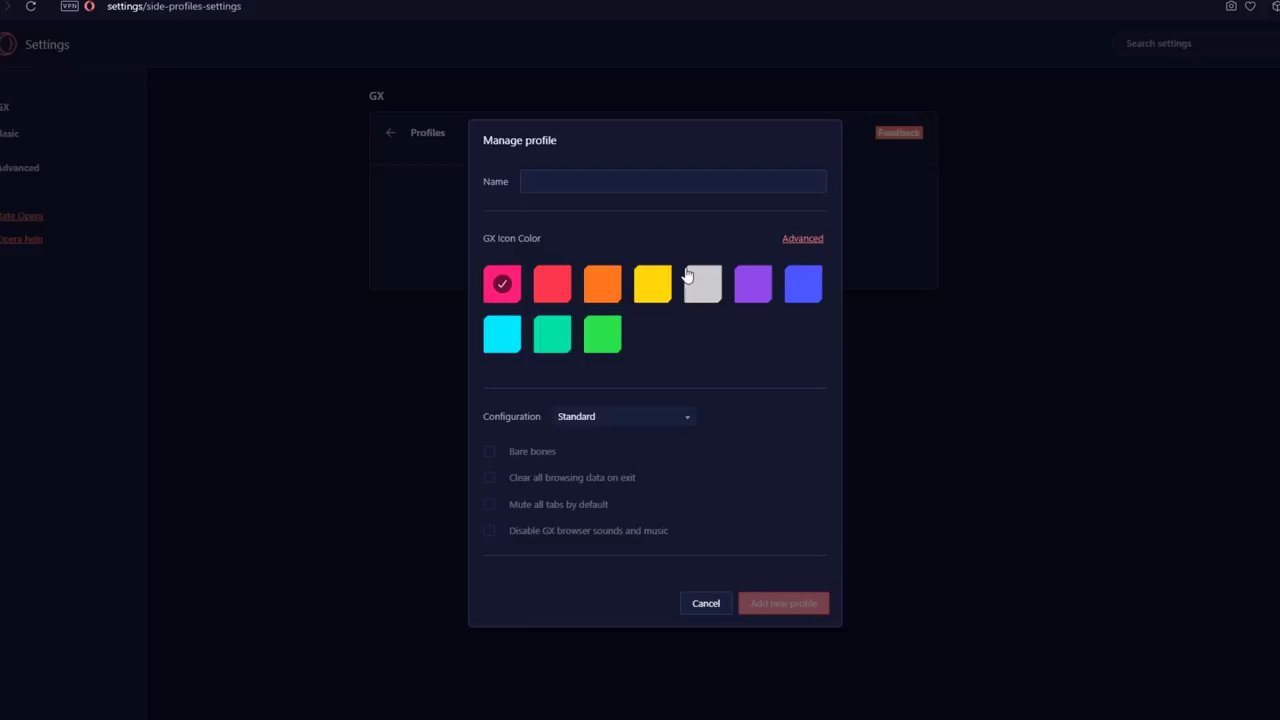 VPN settings/side-profiles-settings
Settings
Search settings
GX
GX
Basic
Advanced
Rate Opera
Opera help
Profiles
Feedback
Manage profile
Name
GX Icon Color
Advanced
Configuration Standard
Bare bones
Clear all browsing data on exit
Mute all tabs by default
Disable GX browser sounds and music
Cancel
Add new profile